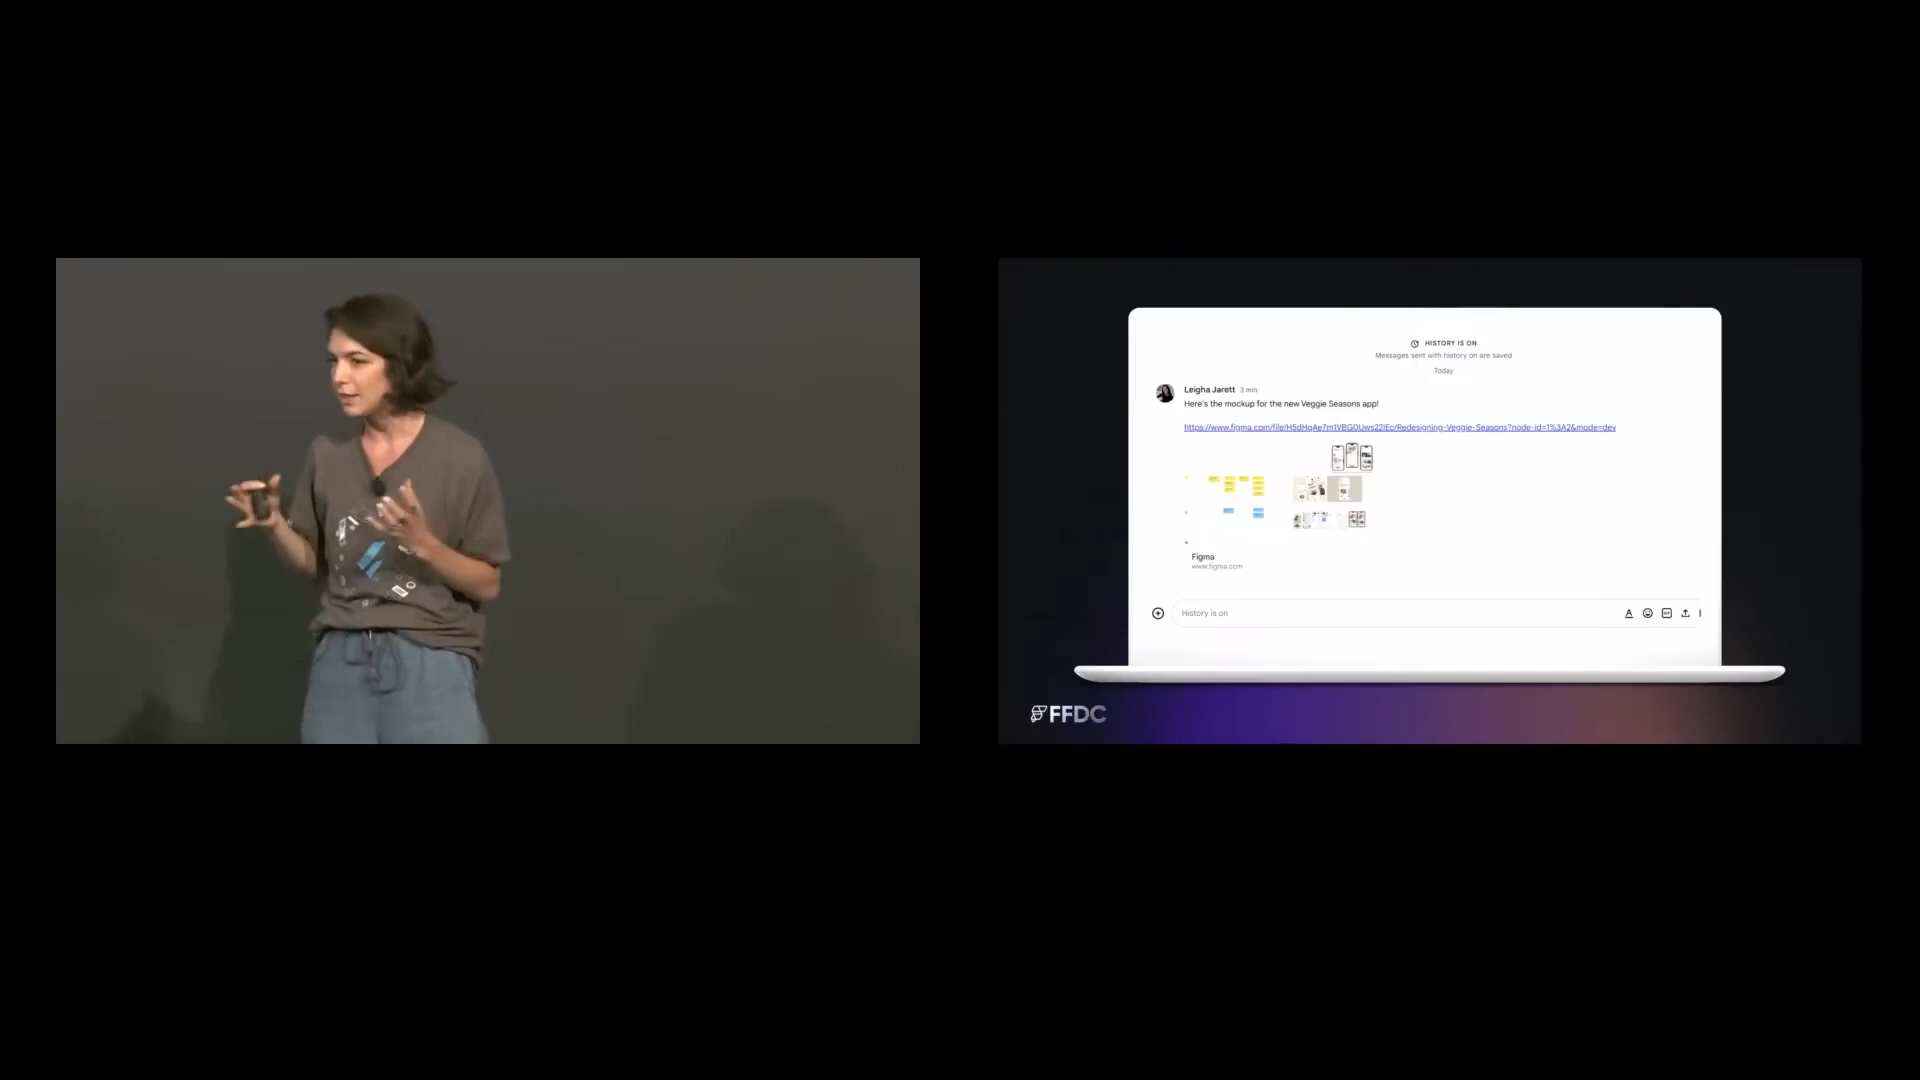 HISTORY IS ON
Messages sent with history on are saved
Today
Leigha Jarett 3 min
Here's the mockup for the new Veggie Seasons app!
https://www.figma.com/file/H5dHqAe7m1VBG0Uws22lEc/Redesigning-Veggie-Seasons?node-id=1%3A2&mode=dev
Figma
www.figma.com
History is on
FFDC